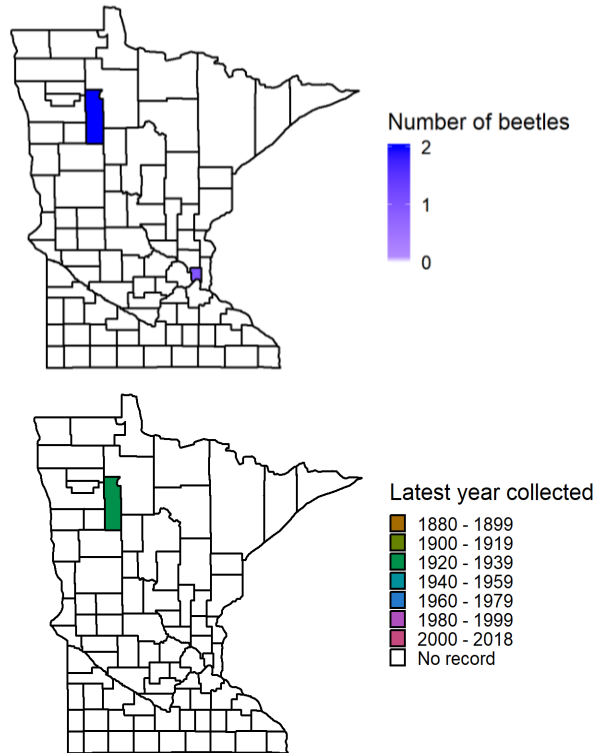 Number of beetles
2
1
0
Latest year collected
1880 - 1899
1900 - 1919
1920 - 1939
1940 - 1959
1960 - 1979
1980 - 1999
2000 - 2018
No record